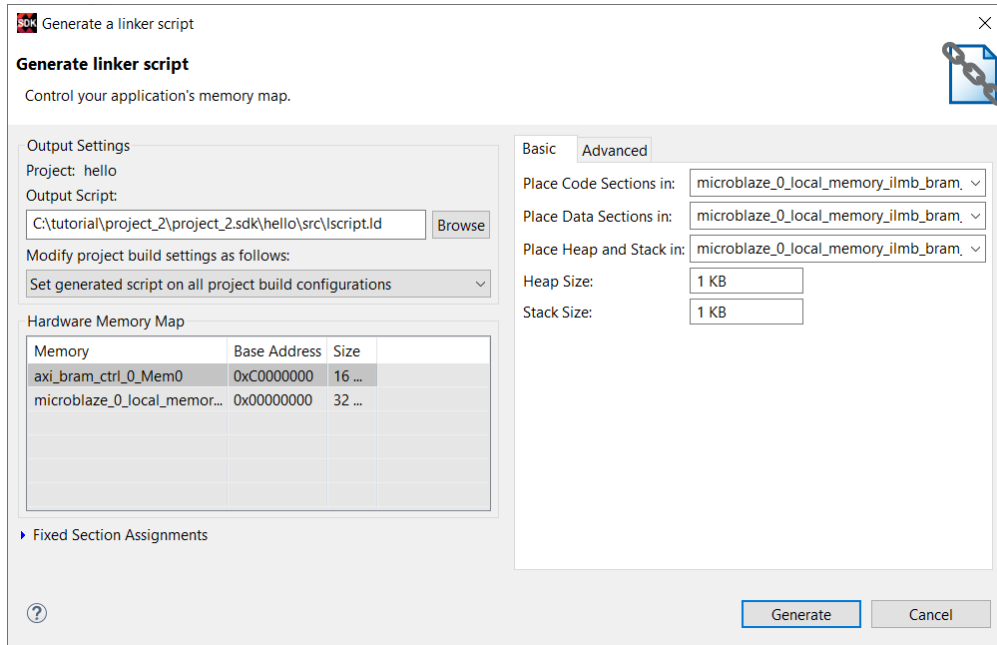 SDK Generate a linker script
Generate linker script
Control your application's memory map.
Output Settings
Project: hello
Output Script:
C:\tutorial\project_2\project_2.sdk\hello\src\lscript.ld Browse
Modify project build settings as follows:
Set generated script on all project build configurations
Hardware Memory Map
Memory Base Address Size
axi_bram_ctrl_0_Mem0 0xC0000000 16 ...
microblaze_0_local_memor... 0x00000000 32 ...
Fixed Section Assignments
Basic Advanced
Place Code Sections in: microblaze_0_local_memory_ilmb_bram_
Place Data Sections in: microblaze_0_local_memory_ilmb_bram_
Place Heap and Stack in: microblaze_0_local_memory_ilmb_bram_
Heap Size: 1 KB
Stack Size: 1 KB
? Generate Cancel